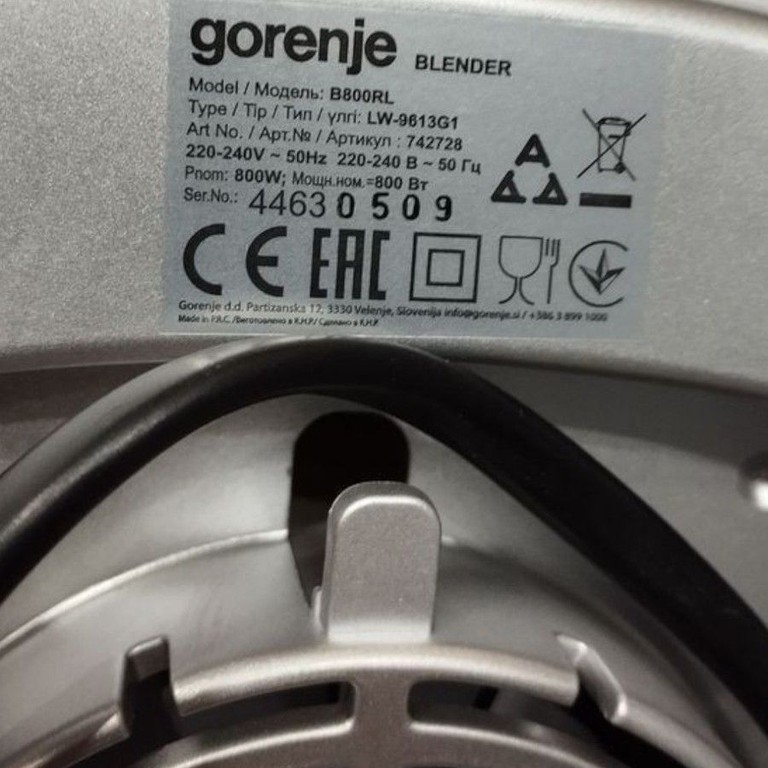 gorenje BLENDER
Model / Модель: B800RL
Type / Tip / Тип / үлгі: LW-9613G1
Art No. / Арт.№ / Артикул : 742728
220-240V ~ 50Hz 220-240 В ~ 50 Гц
Pnom: 800W; Мощн.ном.=800 Вт
Ser.No.: 44630509
CE EAC
Gorenje d.d. Partizanska 12, 3330 Velenje, Slovenija info@gorenje.si / +386 3 899 1000
Made in P.R.C. /Виготовлено в К.Н.Р/ Сделано в К.Н.Р.